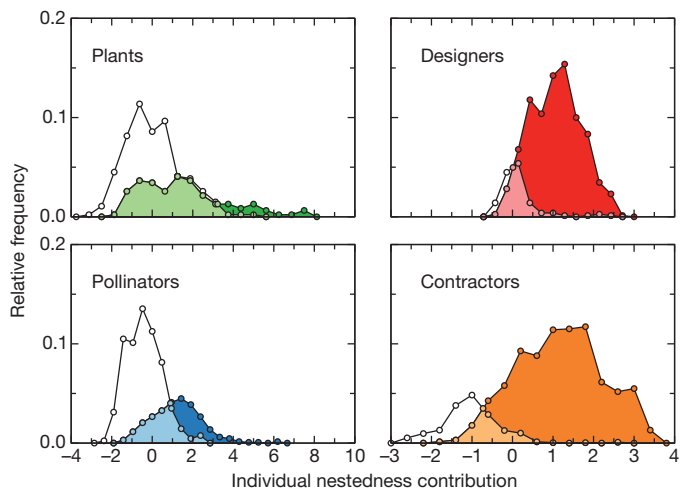 0.2
Plants
Designers
0.1
0.0
Relative frequency
0.2
Pollinators
Contractors
0.1
0.0
−4 −2 0 2 4 6 8 10 −3 −2 −1 0 1 2 3 4
Individual nestedness contribution